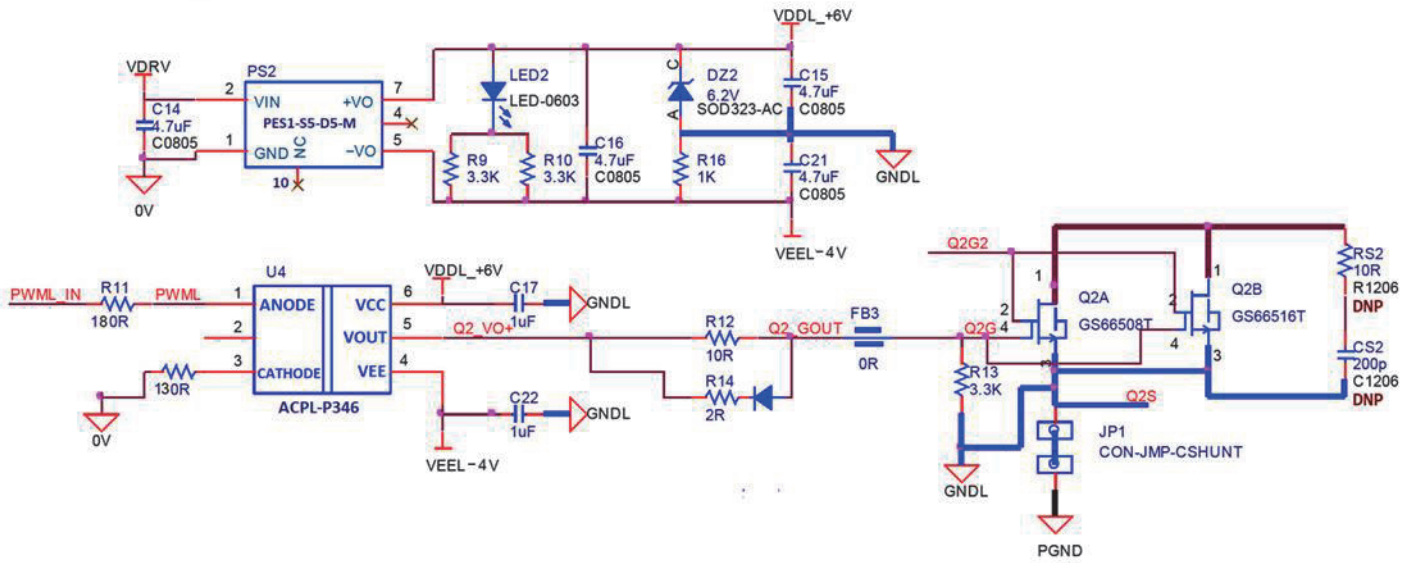 VDDL_+6V
VDRV
PS2
2
VIN
+VO
7
4
PES1-S5-D5-M
1
GND
NC
-VO
5
10
C14
4.7uF
C0805
0V
LED2
LED-0603
R9
3.3K
R10
3.3K
C16
4.7uF
C0805
C
DZ2
6.2V
SOD323-AC
A
R16
1K
C15
4.7uF
C0805
C21
4.7uF
C0805
GNDL
VEEL-4V
U4
PWML_IN
R11
180R
PWML
1
ANODE
2
3
CATHODE
130R
0V
VCC
6
VOUT
5
VEE
4
ACPL-P346
VDDL_+6V
C17
1uF
GNDL
Q2_VO+
C22
1uF
GNDL
VEEL-4V
R12
10R
R14
2R
Q2_GOUT
FB3
0R
Q2G2
Q2G
R13
3.3K
GNDL
1
2
4
3
Q2A
GS66508T
1
2
4
3
Q2B
GS66516T
RS2
10R
R1206
DNP
CS2
200p
C1206
DNP
Q2S
JP1
CON-JMP-CSHUNT
PGND